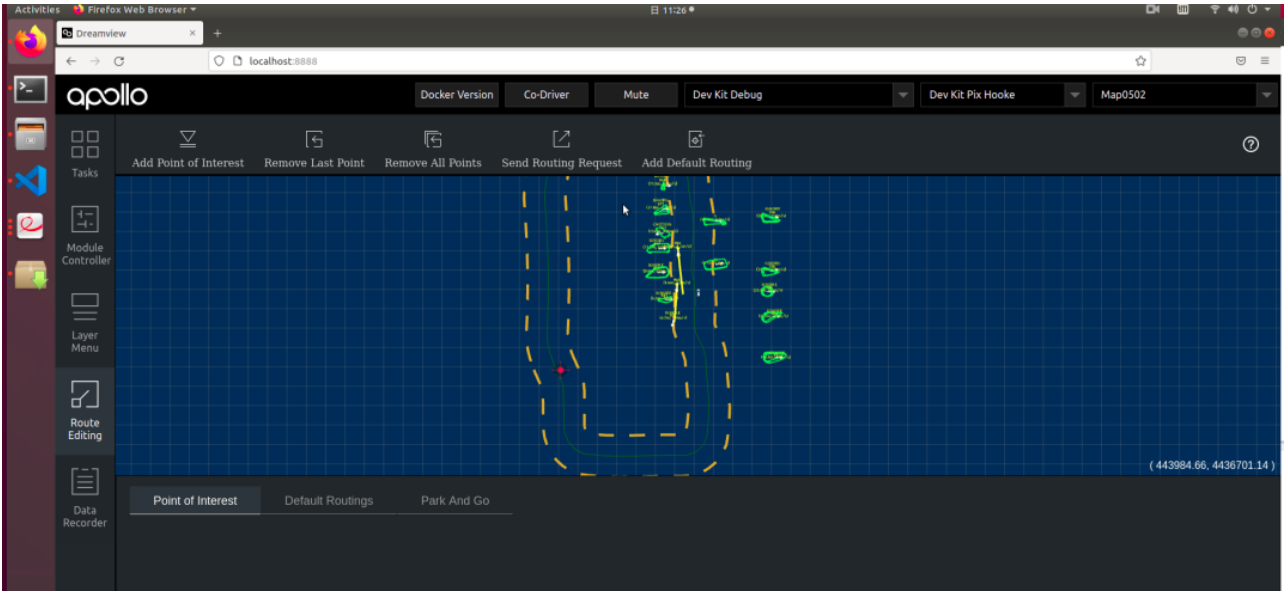 Activities Firefox Web Browser
日 11:26
Dreamview
localhost:8888
apollo
Docker Version Co-Driver Mute Dev Kit Debug Dev Kit Pix Hooke Map0502
Add Point of Interest Remove Last Point Remove All Points Send Routing Request Add Default Routing
Tasks
Module
Controller
Layer
Menu
Route
Editing
Data
Recorder
( 443984.66, 4436701.14 )
Point of Interest Default Routings Park And Go